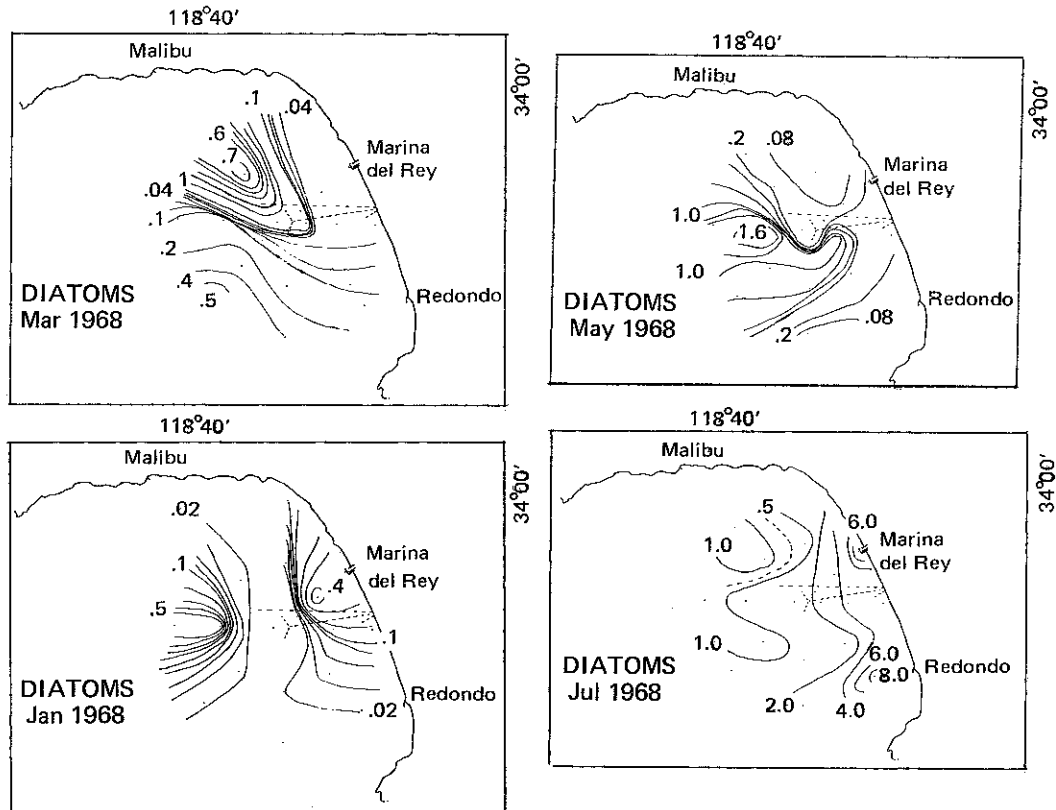 118°40'
Malibu
34°00'
.1
.04
.6
.7
Marina
del Rey
.04
1
.1
.2
.4
.5
Redondo
DIATOMS
Mar 1968
118°40'
Malibu
34°00'
.2
.08
Marina
del Rey
1.0
1.6
1.0
Redondo
.08
.2
DIATOMS
May 1968
118°40'
Malibu
34°00'
.02
.1
Marina
del Rey
.4
.5
.1
Redondo
.02
DIATOMS
Jan 1968
118°40'
Malibu
34°00'
.5
6.0
1.0
Marina
del Rey
1.0
6.0
Redondo
8.0
2.0
4.0
DIATOMS
Jul 1968